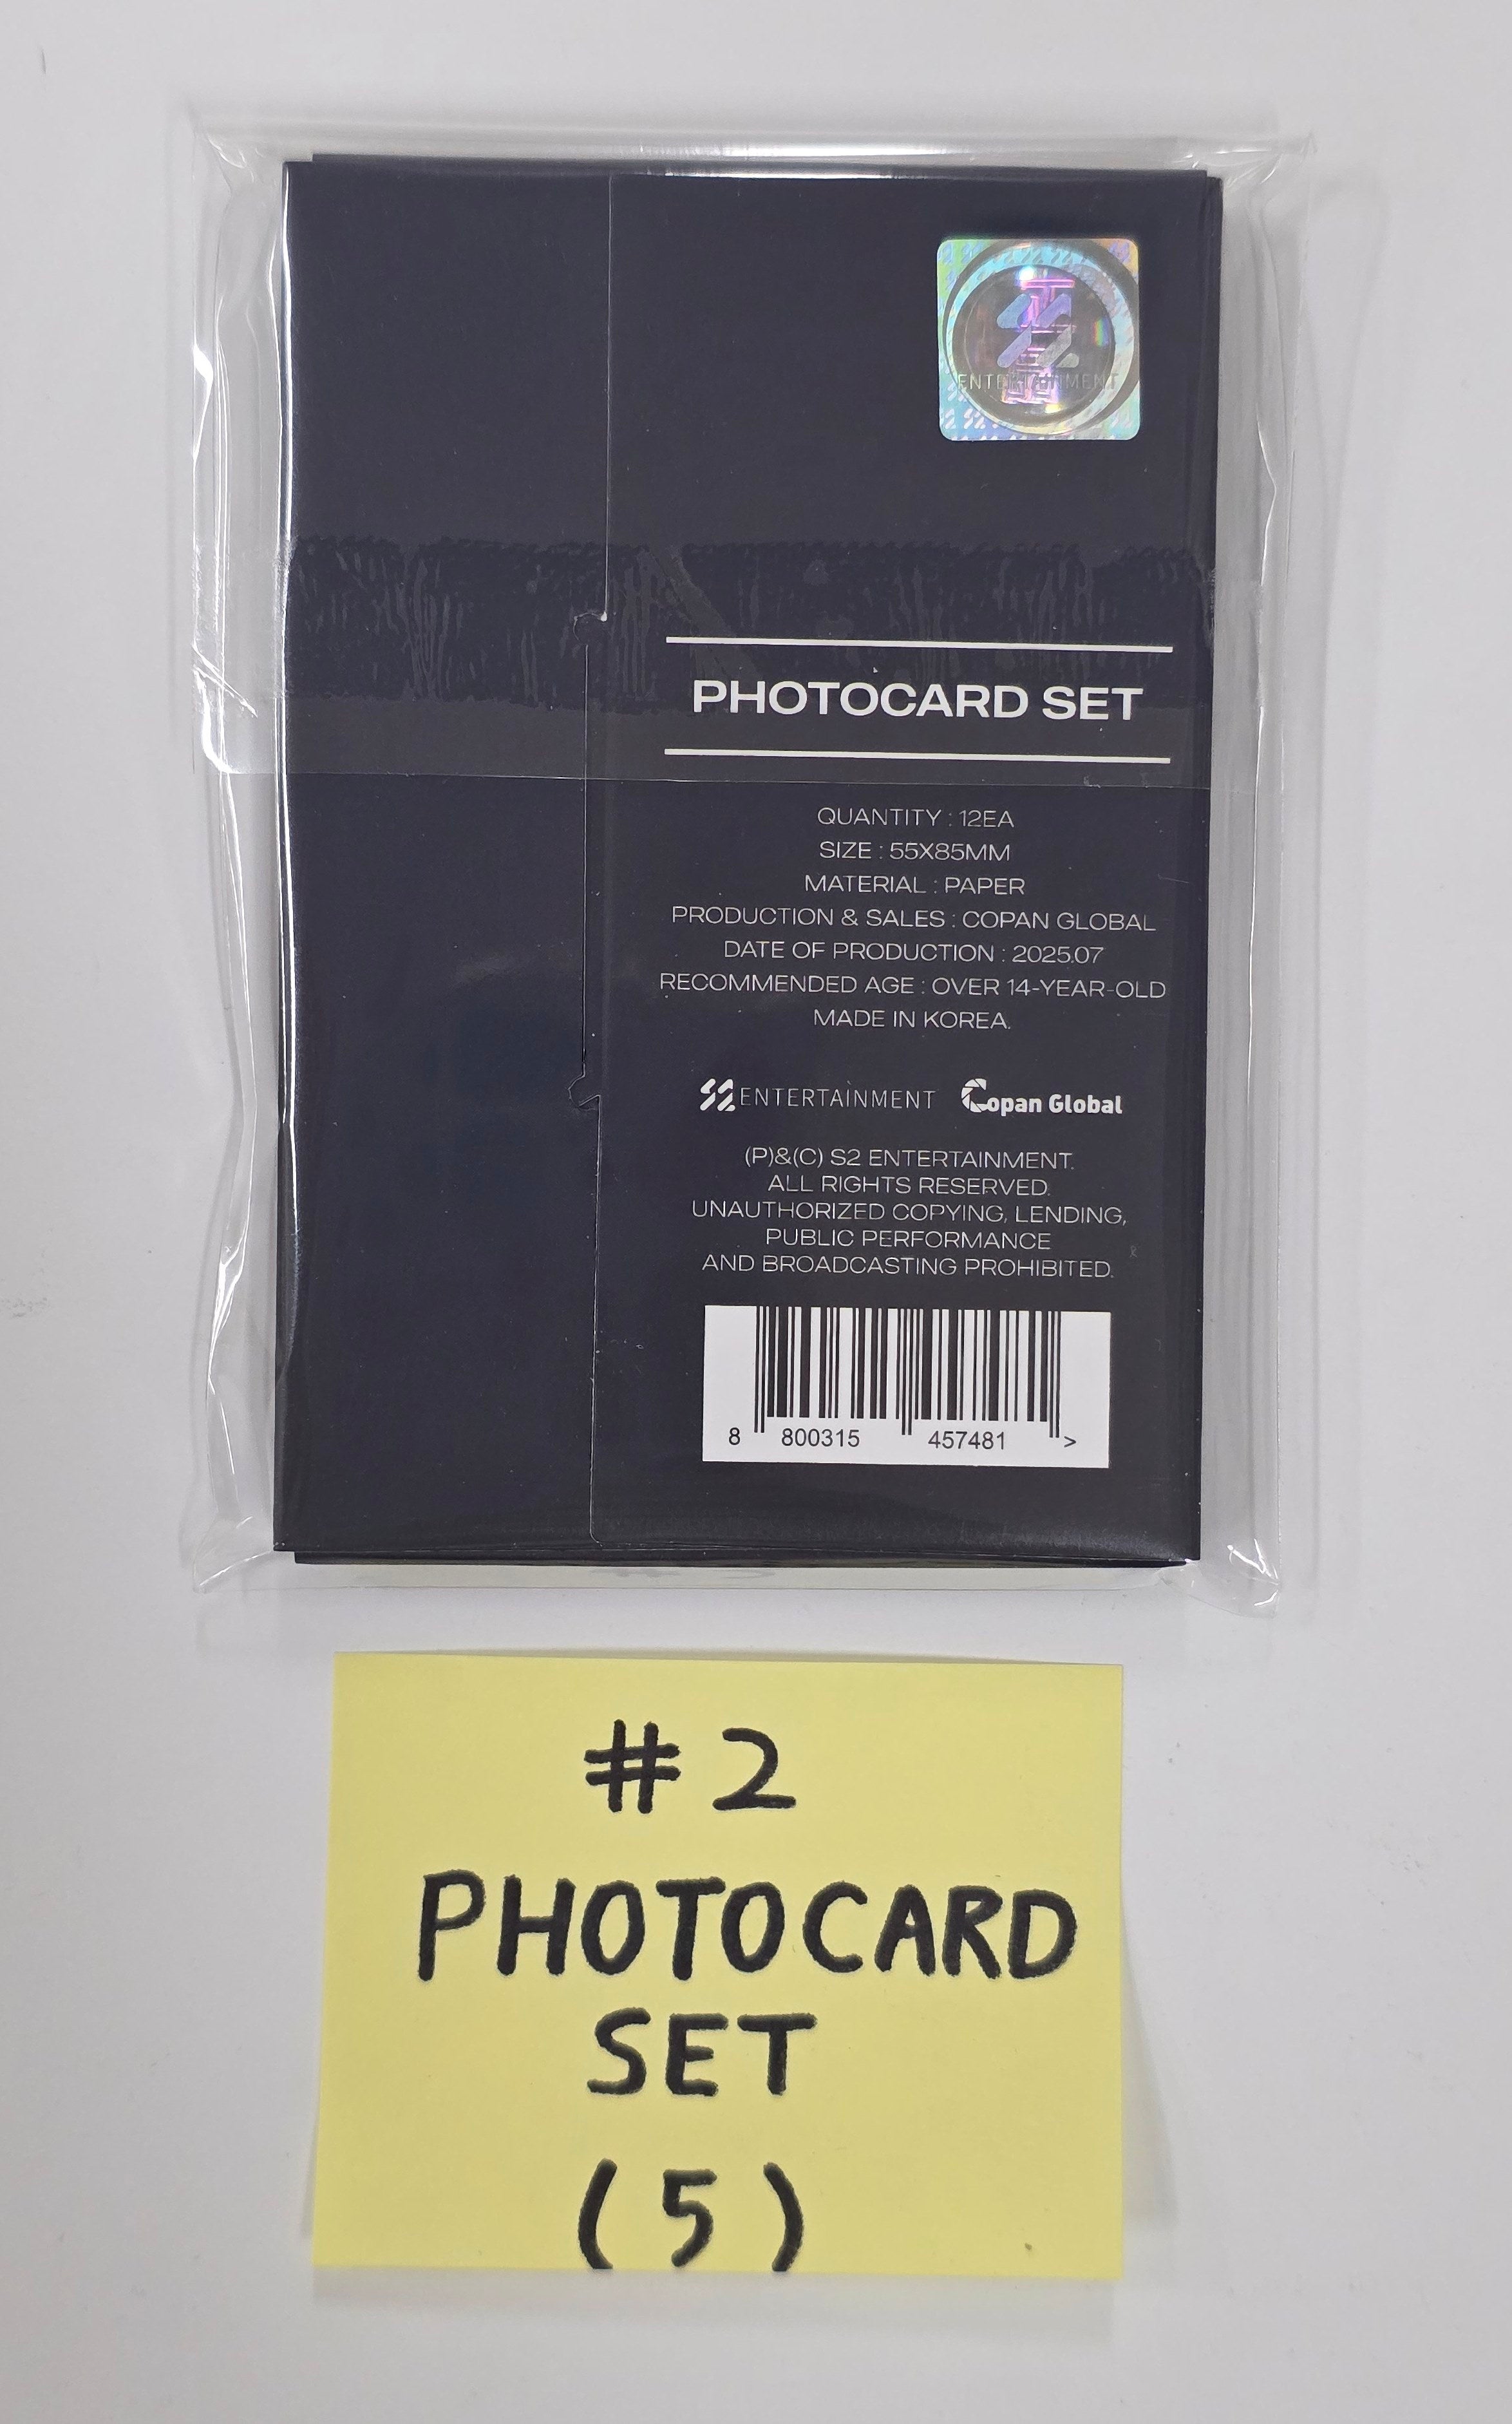 ENTERTAINMENT
PHOTOCARD SET
QUANTITY : 12EA
SIZE : 55X85MM
MATERIAL : PAPER
PRODUCTION & SALES : COPAN GLOBAL
DATE OF PRODUCTION : 2025.07
RECOMMENDED AGE : OVER 14-YEAR-OLD
MADE IN KOREA.
S2 ENTERTAINMENT Copan Global
(P)&(C) S2 ENTERTAINMENT.
ALL RIGHTS RESERVED.
UNAUTHORIZED COPYING, LENDING,
PUBLIC PERFORMANCE
AND BROADCASTING PROHIBITED.
8 800315 457481 >
#2
PHOTOCARD
SET
(5)